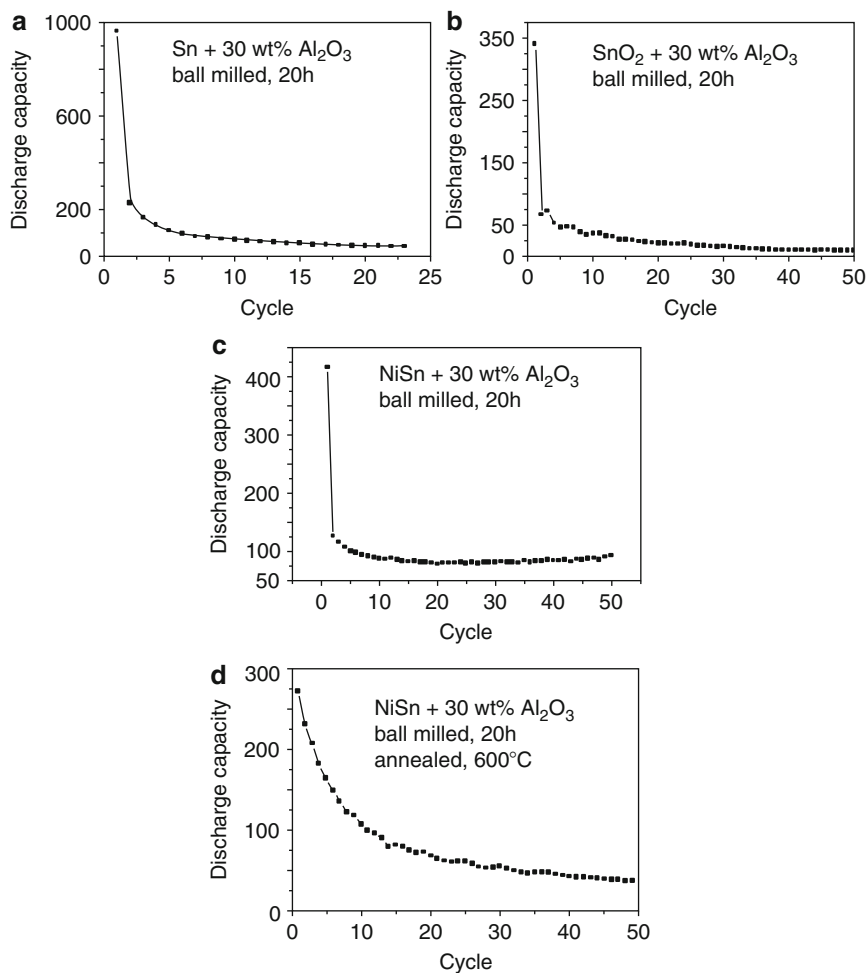 a
1000
600
200
0
Discharge capacity
Sn + 30 wt% Al₂O₃
ball milled, 20h
0 5 10 15 20 25
Cycle
b
350
250
150
50
0
Discharge capacity
SnO₂ + 30 wt% Al₂O₃
ball milled, 20h
0 10 20 30 40 50
Cycle
c
400
300
200
100
50
Discharge capacity
NiSn + 30 wt% Al₂O₃
ball milled, 20h
0 10 20 30 40 50
Cycle
d
300
200
100
0
Discharge capacity
NiSn + 30 wt% Al₂O₃
ball milled, 20h
annealed, 600°C
0 10 20 30 40 50
Cycle